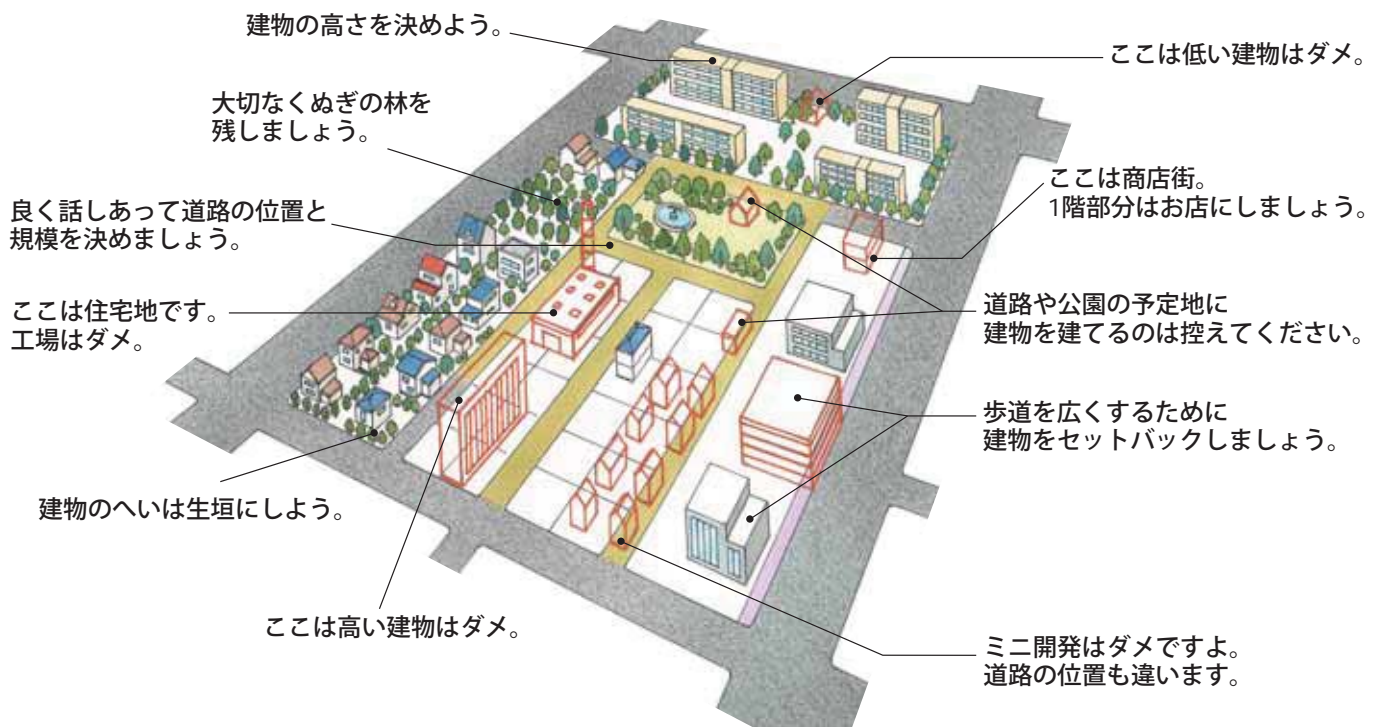 建物の高さを決めよう。
ここは低い建物はダメ。
大切なくぬぎの林を
残しましょう。
ここは商店街。
1階部分はお店にしましょう。
良く話しあって道路の位置と
規模を決めましょう。
道路や公園の予定地に
建物を建てるのは控えてください。
ここは住宅地です。
工場はダメ。
歩道を広くするために
建物をセットバックしましょう。
建物のへいは生垣にしよう。
ここは高い建物はダメ。
ミニ開発はダメですよ。
道路の位置も違います。